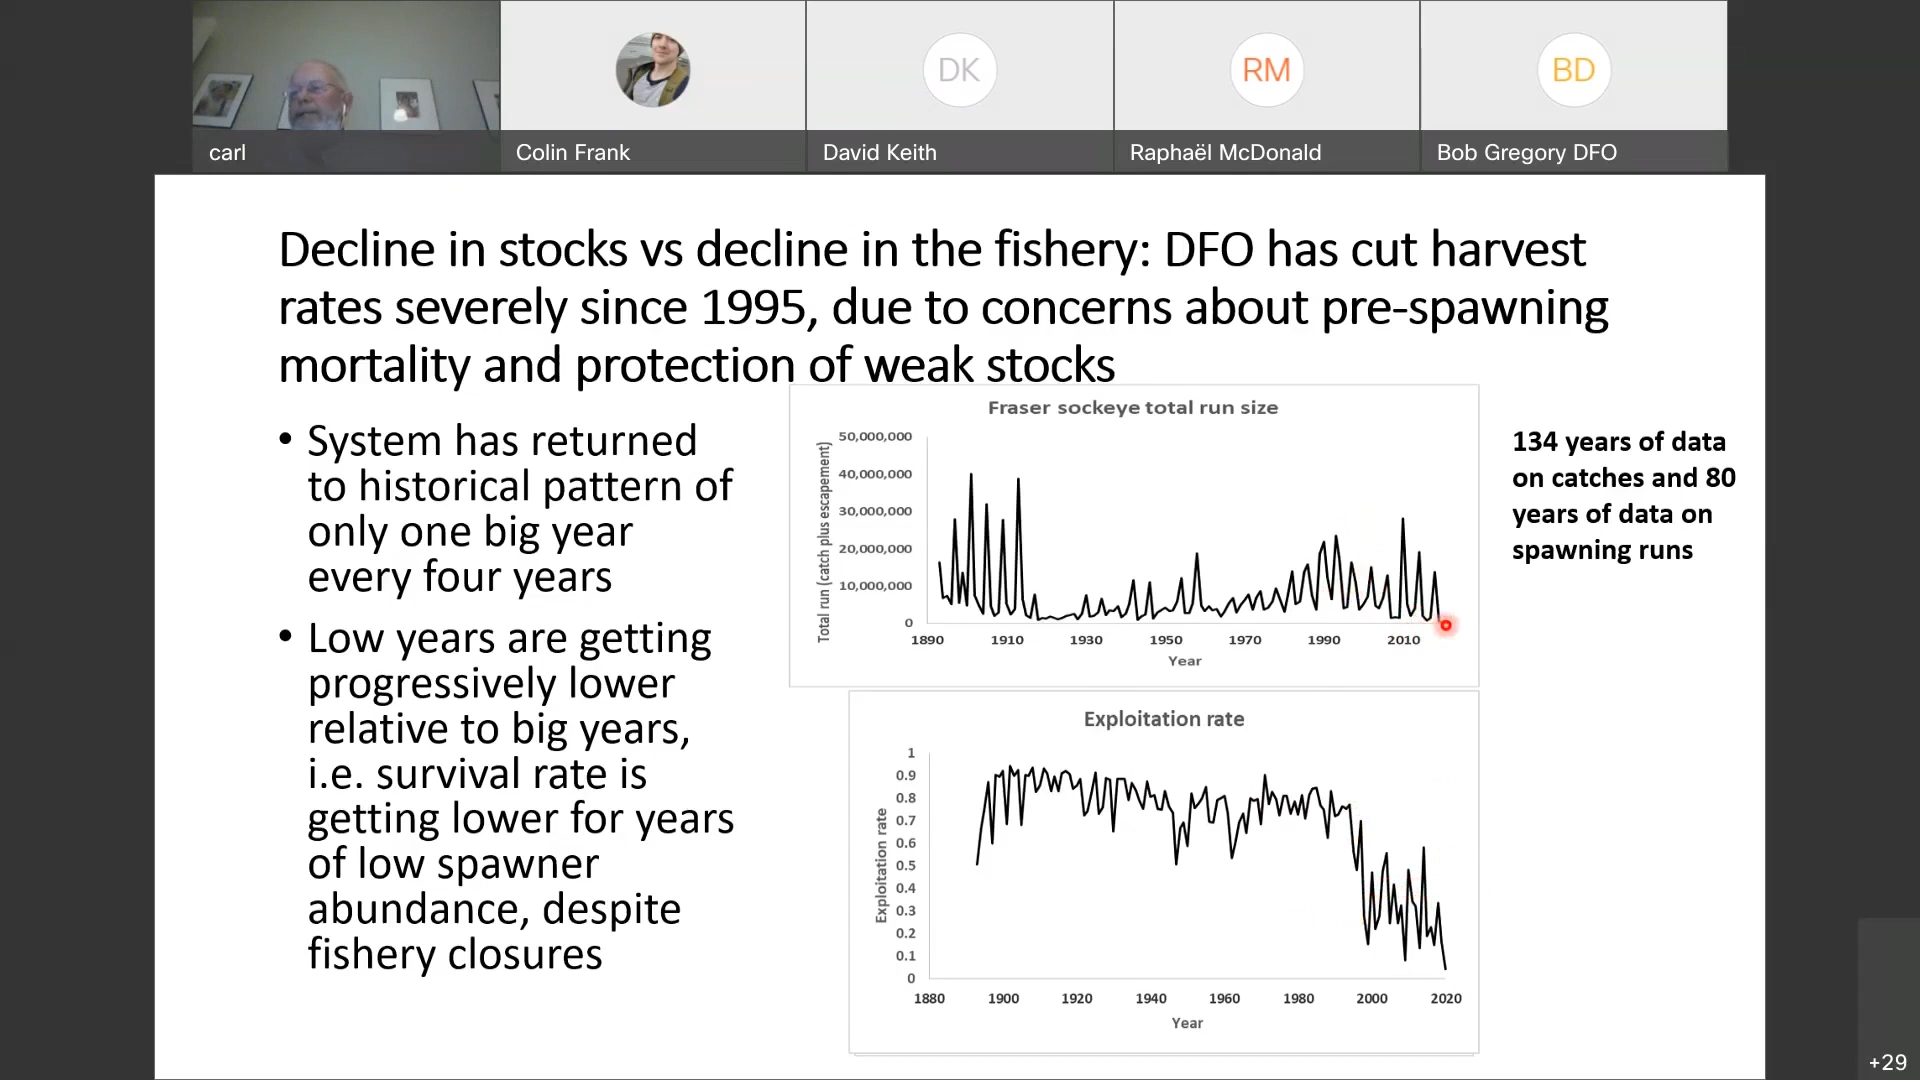 DK
RM
BD
carl
Colin Frank
David Keith
Raphaël McDonald
Bob Gregory DFO
Decline in stocks vs decline in the fishery: DFO has cut harvest
rates severely since 1995, due to concerns about pre-spawning
mortality and protection of weak stocks
• System has returned
to historical pattern of
only one big year
every four years
• Low years are getting
progressively lower
relative to big years,
i.e. survival rate is
getting lower for years
of low spawner
abundance, despite
fishery closures
Fraser sockeye total run size
Total run (catch plus escapement)
50,000,000
40,000,000
30,000,000
20,000,000
10,000,000
0
1890 1910 1930 1950 1970 1990 2010
Year
134 years of data
on catches and 80
years of data on
spawning runs
Exploitation rate
Exploitation rate
1
0.9
0.8
0.7
0.6
0.5
0.4
0.3
0.2
0.1
0
1880 1900 1920 1940 1960 1980 2000 2020
Year
+29